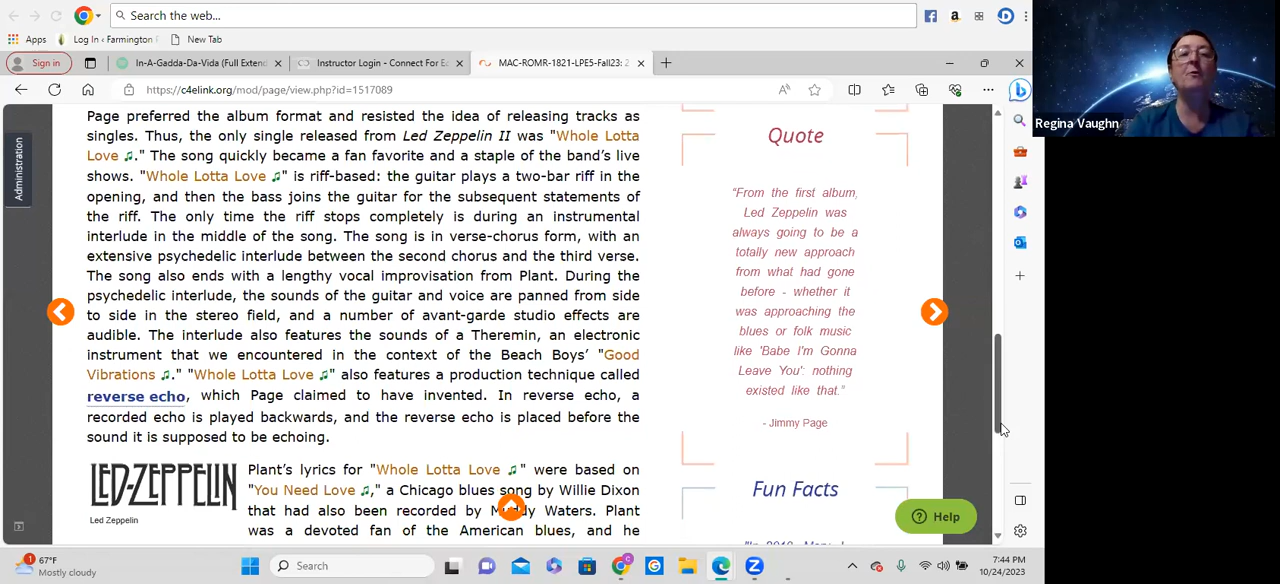 Search the web...
Apps
Log In ‹ Farmington
New Tab
Sign in
In-A-Gadda-Da-Vida (Full Extend
Instructor Login - Connect For E
MAC-ROMR-1821-LPE5-Fall23: 2
https://c4elink.org/mod/page/view.php?id=1517089
Regina Vaughn
Administration
Page preferred the album format and resisted the idea of releasing tracks as
singles. Thus, the only single released from Led Zeppelin II was "Whole Lotta
Love ♫." The song quickly became a fan favorite and a staple of the band's live
shows. "Whole Lotta Love ♫" is riff-based: the guitar plays a two-bar riff in the
opening, and then the bass joins the guitar for the subsequent statements of
the riff. The only time the riff stops completely is during an instrumental
interlude in the middle of the song. The song is in verse-chorus form, with an
extensive psychedelic interlude between the second chorus and the third verse.
The song also ends with a lengthy vocal improvisation from Plant. During the
psychedelic interlude, the sounds of the guitar and voice are panned from side
to side in the stereo field, and a number of avant-garde studio effects are
audible. The interlude also features the sounds of a Theremin, an electronic
instrument that we encountered in the context of the Beach Boys' "Good
Vibrations ♫." "Whole Lotta Love ♫" also features a production technique called
reverse echo, which Page claimed to have invented. In reverse echo, a
recorded echo is played backwards, and the reverse echo is placed before the
sound it is supposed to be echoing.
LED-ZEPPELIN
Led Zeppelin
Plant's lyrics for "Whole Lotta Love ♫" were based on
"You Need Love ♫," a Chicago blues song by Willie Dixon
that had also been recorded by Muddy Waters. Plant
was a devoted fan of the American blues, and he
Quote
"From the first album,
Led Zeppelin was
always going to be a
totally new approach
from what had gone
before - whether it
was approaching the
blues or folk music
like 'Babe I'm Gonna
Leave You': nothing
existed like that."
- Jimmy Page
Fun Facts
Help
67°F
Mostly cloudy
Search
7:44 PM
10/24/2023